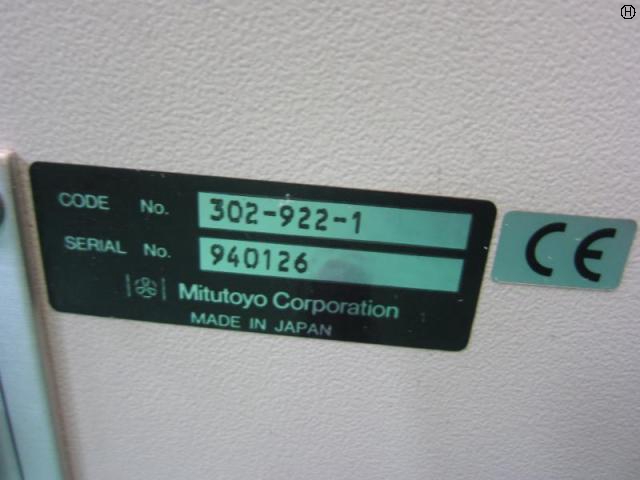 CODE No. 302-922-1
SERIAL No. 940126
Mitutoyo Corporation
MADE IN JAPAN
CE
H